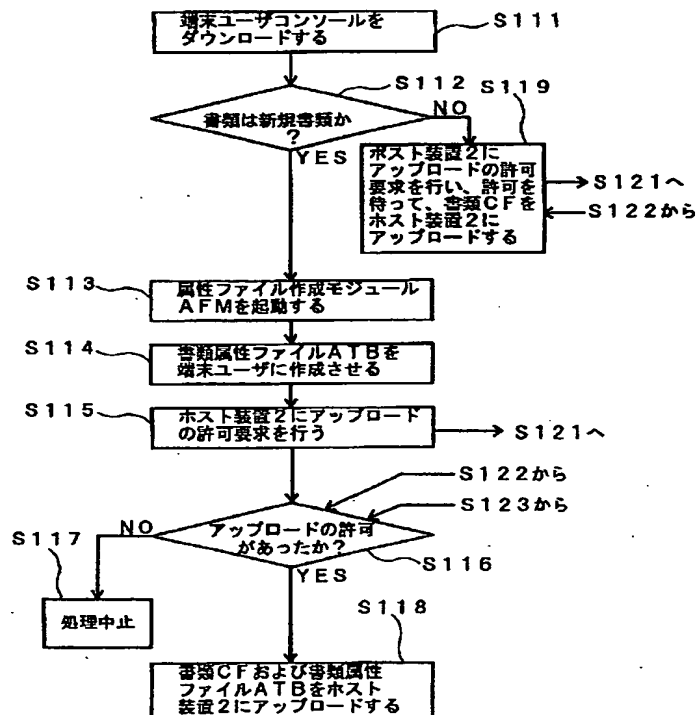 端末ユーザコンソールを
ダウンロードする
S111
S112
書類は新規書類か
?
NO
YES
S119
ホスト装置2に
アップロードの許可
要求を行い、許可を
待って、書類CFを
ホスト装置2に
アップロードする
S121へ
S122から
S113
属性ファイル作成モジュール
AFMを起動する
S114
書類属性ファイルATBを
端末ユーザに作成させる
S115
ホスト装置2にアップロード
の許可要求を行う
S121へ
S122から
S123から
アップロードの許可
があったか?
NO
S116
YES
S117
処理中止
S118
書類CFおよび書類属性
ファイルATBをホスト
装置2にアップロードする